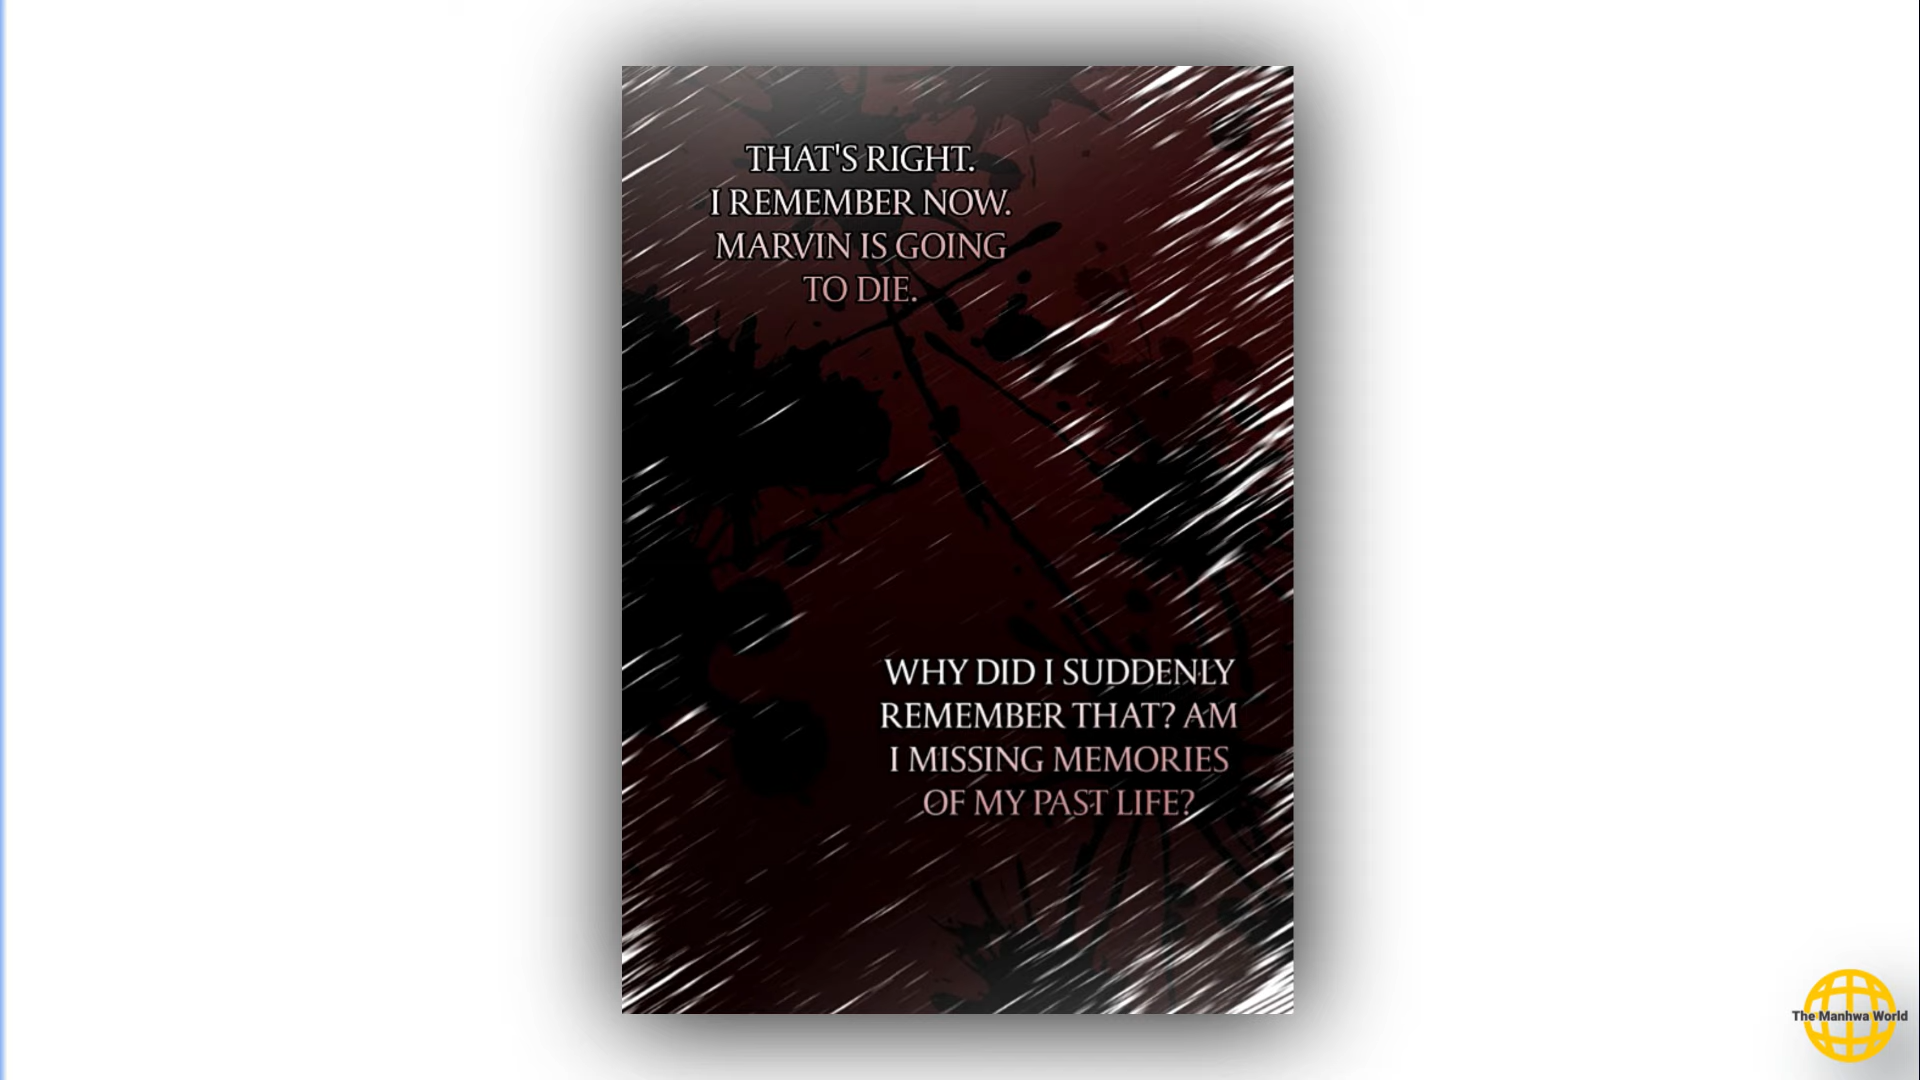 THAT'S RIGHT.
I REMEMBER NOW.
MARVIN IS GOING
TO DIE.
WHY DID I SUDDENLY
REMEMBER THAT? AM
I MISSING MEMORIES
OF MY PAST LIFE?
The Manhwa World